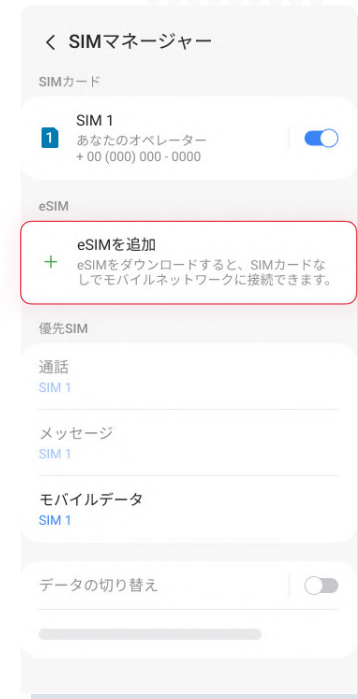 SIMマネージャー
SIMカード
SIM 1
1
あなたのオペレーター
+ 00 (000) 000 - 0000
eSIM
eSIMを追加
eSIMをダウンロードすると、SIMカードな
しでモバイルネットワークに接続できます。
優先SIM
通話
SIM 1
メッセージ
SIM 1
モバイルデータ
SIM 1
データの切り替え